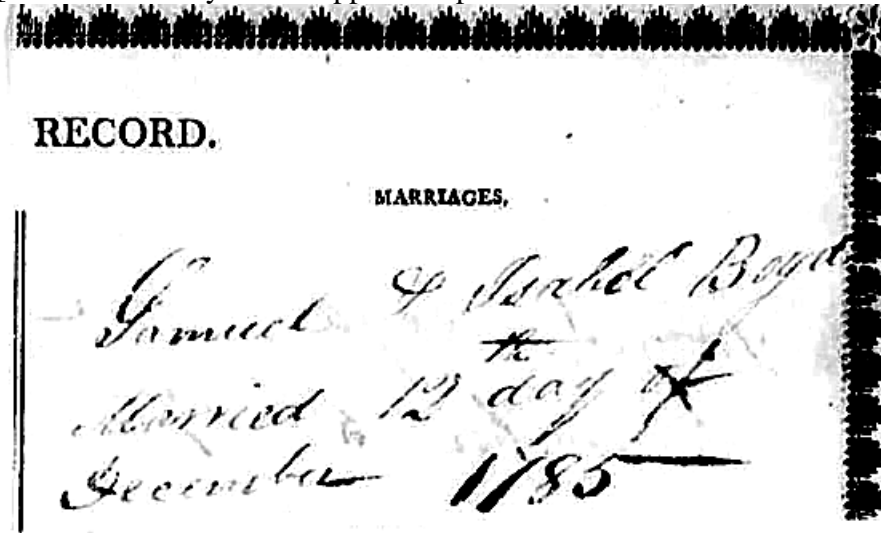 RECORD.
MARRIAGES.
Samuel & Isabel Boyd
Married 12th day of
December 1785